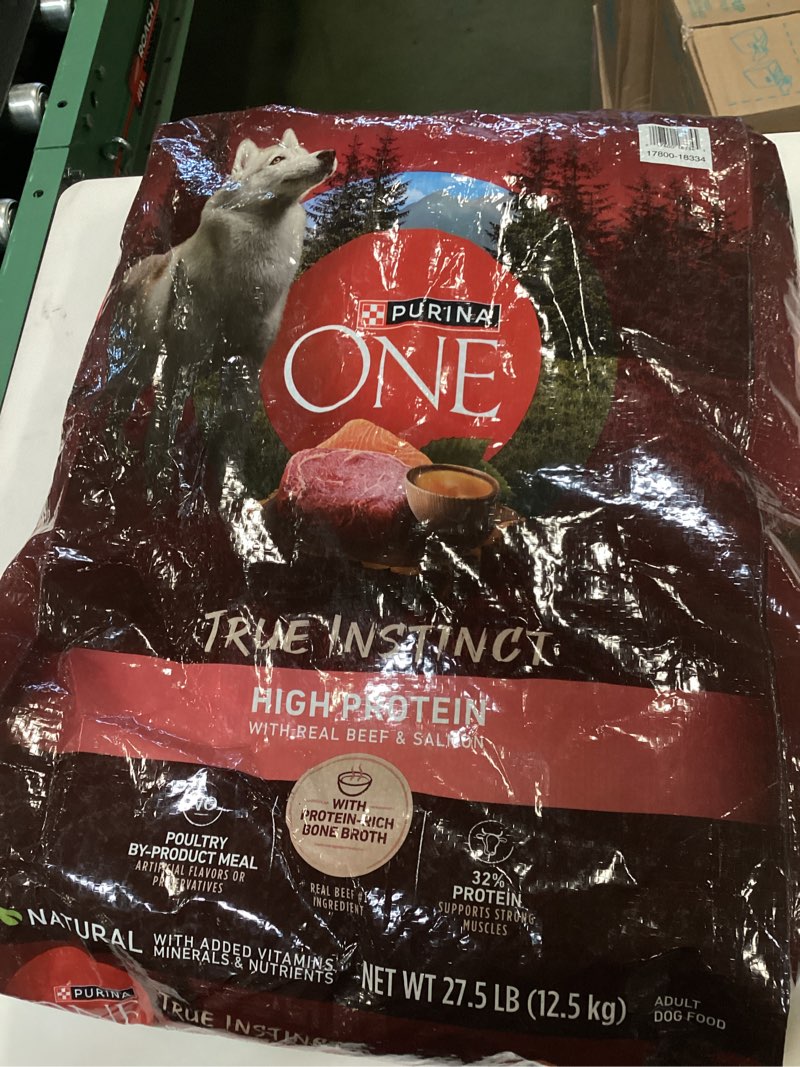 17800-18334
PURINA
ONE
TRUE INSTINCT
HIGH PROTEIN
WITH REAL BEEF & SALMON
WITH
PROTEIN-RICH
BONE BROTH
NO
POULTRY
BY-PRODUCT MEAL
ARTIFICIAL FLAVORS OR
PRESERVATIVES
REAL BEEF
INGREDIENT
32%
PROTEIN
SUPPORTS STRONG
MUSCLES
NATURAL WITH ADDED VITAMINS,
MINERALS & NUTRIENTS
NET WT 27.5 LB (12.5 kg)
ADULT
DOG FOOD
PURINA
TRUE INSTINCT